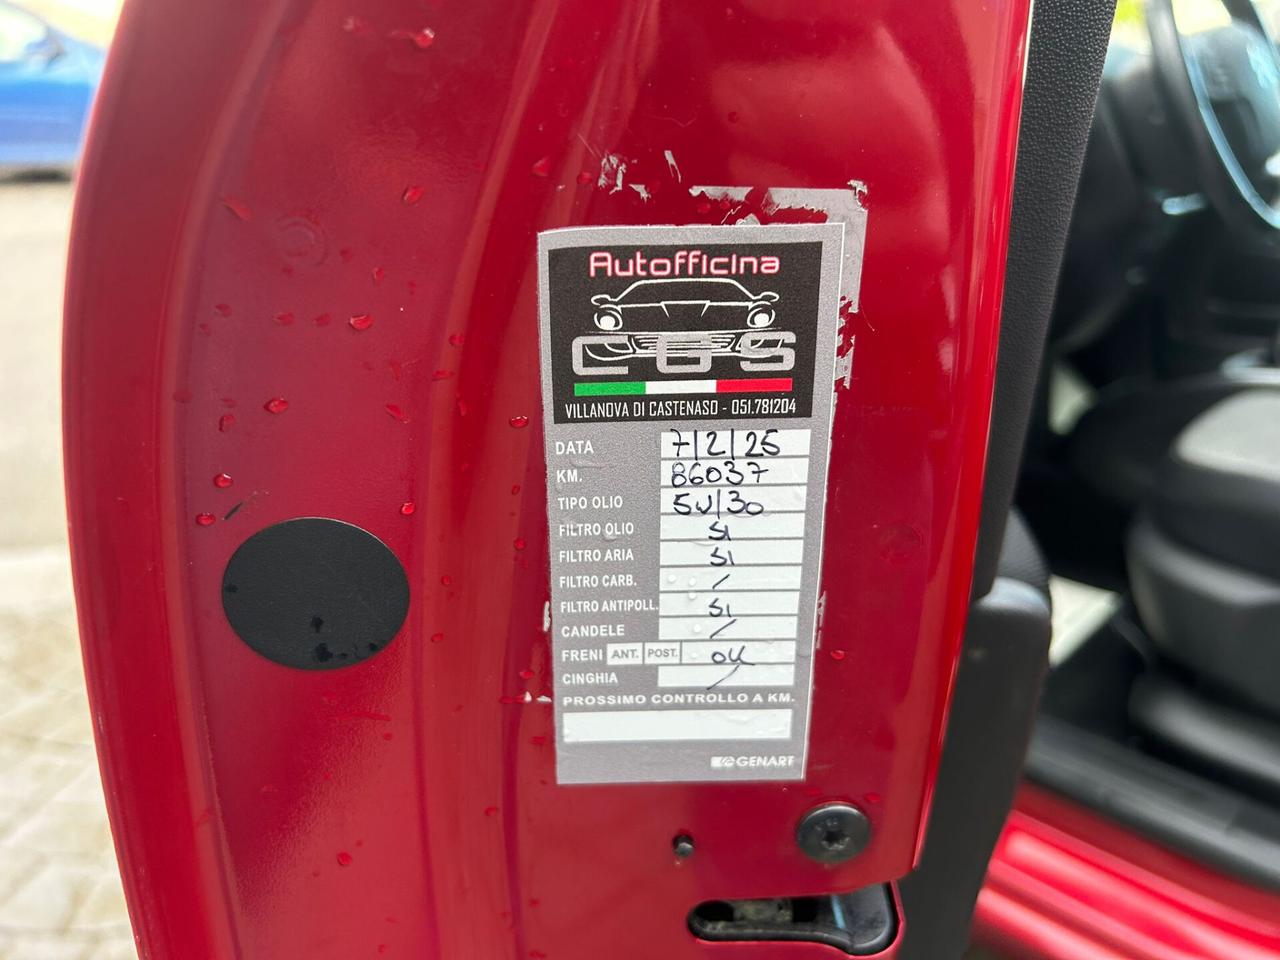 Autofficina
CGS
VILLANOVA DI CASTENASO - 051.781204
DATA 7/2/25
KM. 86037
TIPO OLIO 5W/30
FILTRO OLIO SI
FILTRO ARIA SI
FILTRO CARB. /
FILTRO ANTIPOLL. SI
CANDELE /
FRENI ANT. POST. OK
CINGHIA /
PROSSIMO CONTROLLO A KM.
GENART